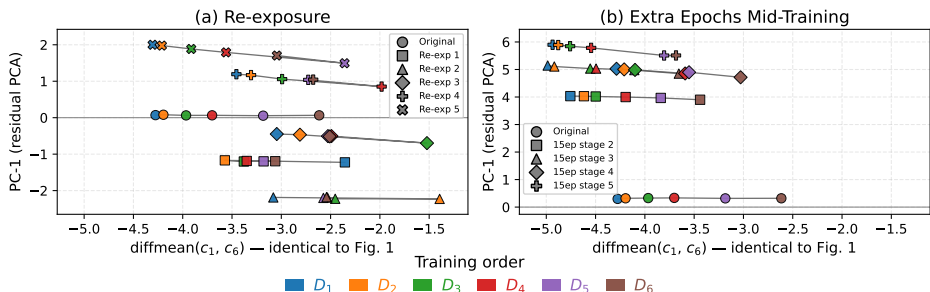 (a) Re-exposure
PC-1 (residual PCA)
2
1
0
−1
−2
Original
Re-exp 1
Re-exp 2
Re-exp 3
Re-exp 4
Re-exp 5
−5.0 −4.5 −4.0 −3.5 −3.0 −2.5 −2.0 −1.5
diffmean(c₁, c₆) — identical to Fig. 1
(b) Extra Epochs Mid-Training
PC-1 (residual PCA)
6
5
4
3
2
1
0
Original
15ep stage 2
15ep stage 3
15ep stage 4
15ep stage 5
−5.0 −4.5 −4.0 −3.5 −3.0 −2.5 −2.0 −1.5
diffmean(c₁, c₆) — identical to Fig. 1
Training order
D₁ D₂ D₃ D₄ D₅ D₆